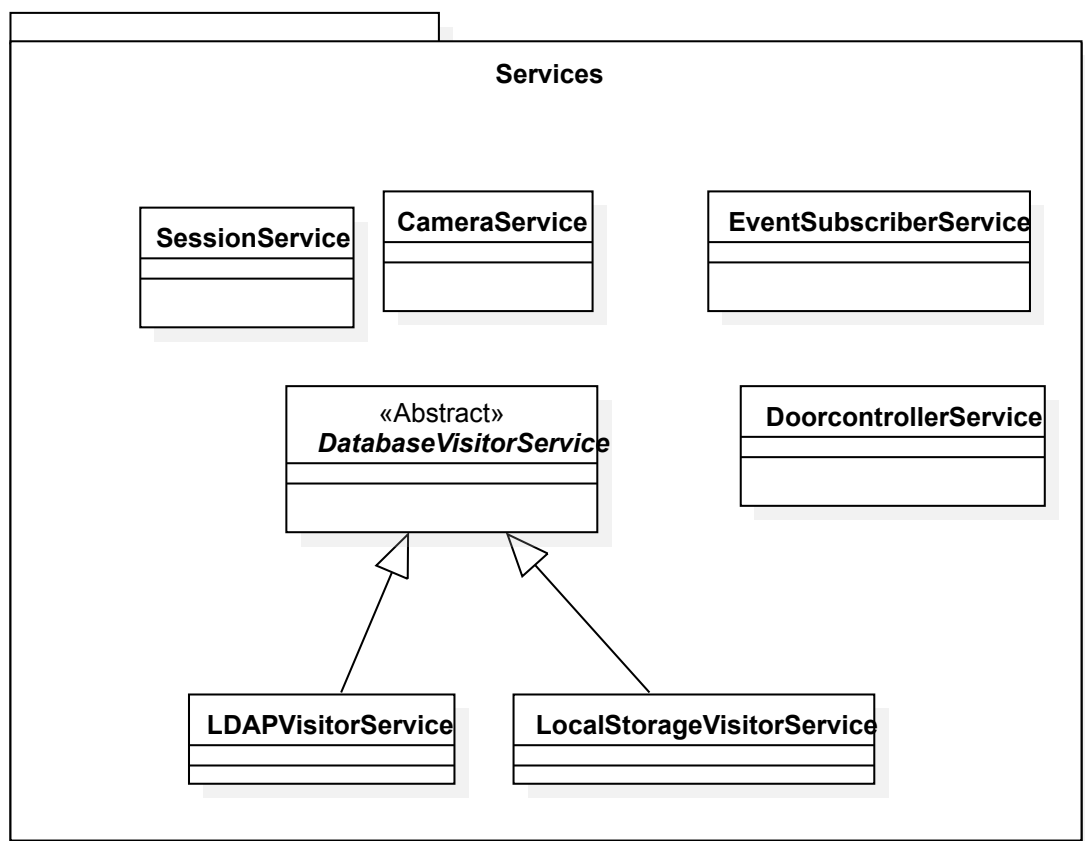 Services
SessionService
CameraService
EventSubscriberService
«Abstract»
DatabaseVisitorService
DoorcontrollerService
LDAPVisitorService
LocalStorageVisitorService